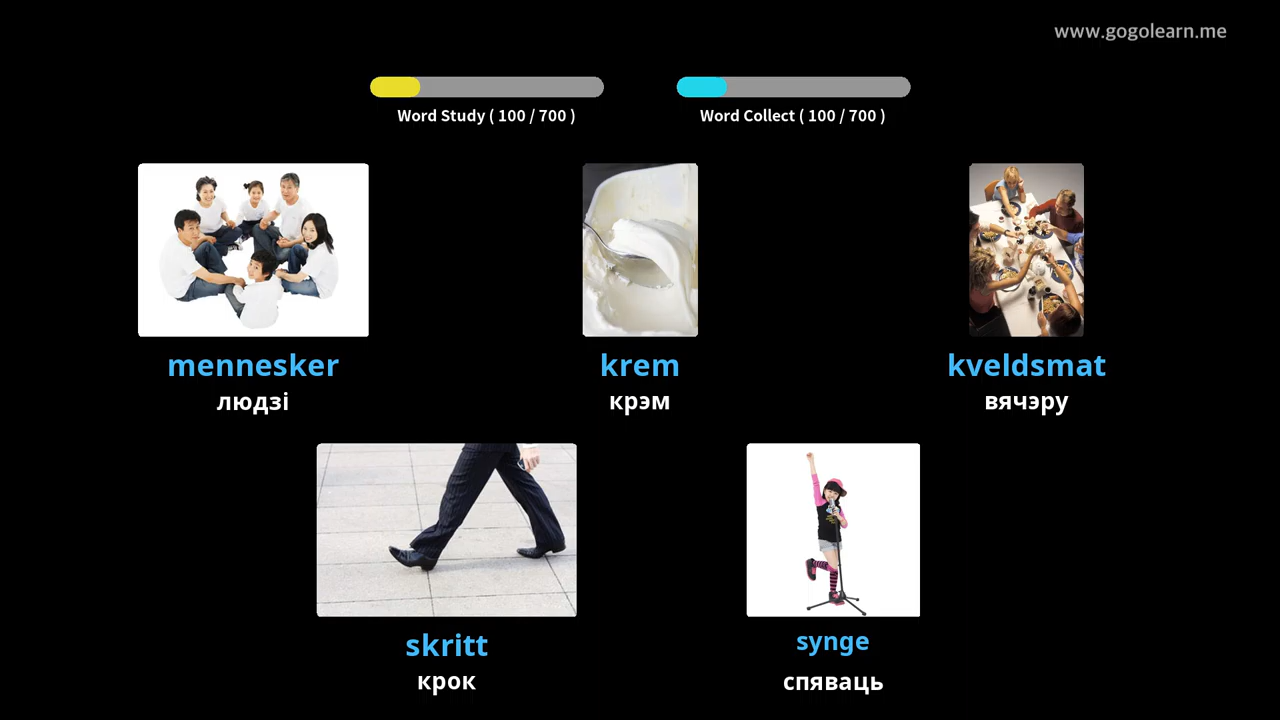 www.gogolearn.me
Word Study ( 100 / 700 )
Word Collect ( 100 / 700 )
mennesker
людзі
krem
крэм
kveldsmat
вячэру
skritt
крок
synge
спяваць